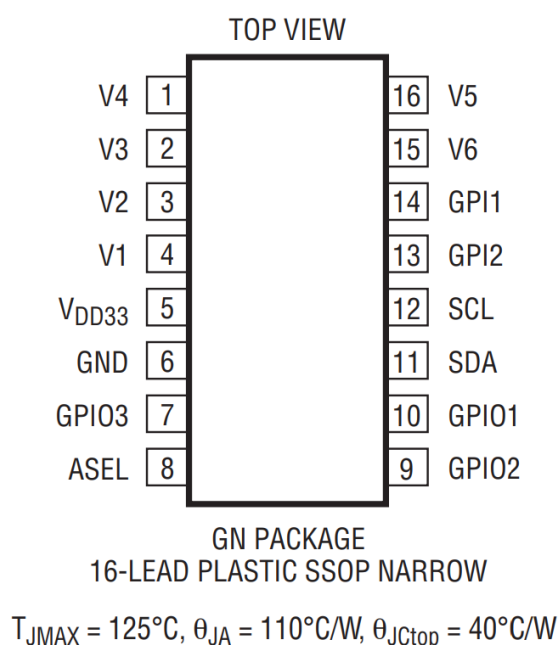 TOP VIEW
V4 1 16 V5
V3 2 15 V6
V2 3 14 GPI1
V1 4 13 GPI2
VDD33 5 12 SCL
GND 6 11 SDA
GPIO3 7 10 GPIO1
ASEL 8 9 GPIO2
GN PACKAGE
16-LEAD PLASTIC SSOP NARROW
TJMAX = 125°C, θJA = 110°C/W, θJCtop = 40°C/W